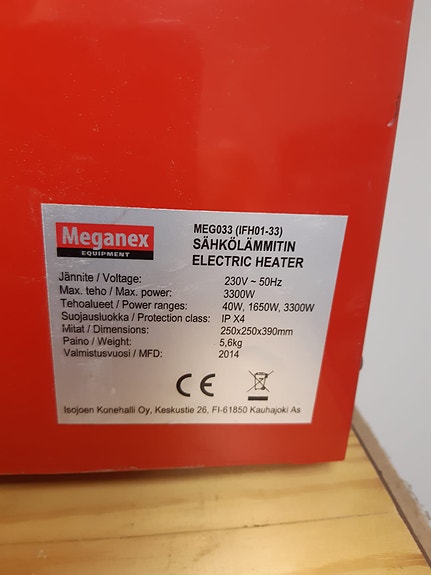 Meganex
EQUIPMENT
MEG033 (IFH01-33)
SÄHKÖLÄMMITIN
ELECTRIC HEATER
Jännite / Voltage: 230V ~ 50Hz
Max. teho / Max. power: 3300W
Tehoalueet / Power ranges: 40W, 1650W, 3300W
Suojausluokka / Protection class: IP X4
Mitat / Dimensions: 250x250x390mm
Paino / Weight: 5,6kg
Valmistusvuosi / MFD: 2014
CE
Isojoen Konehalli Oy, Keskustie 26, FI-61850 Kauhajoki As